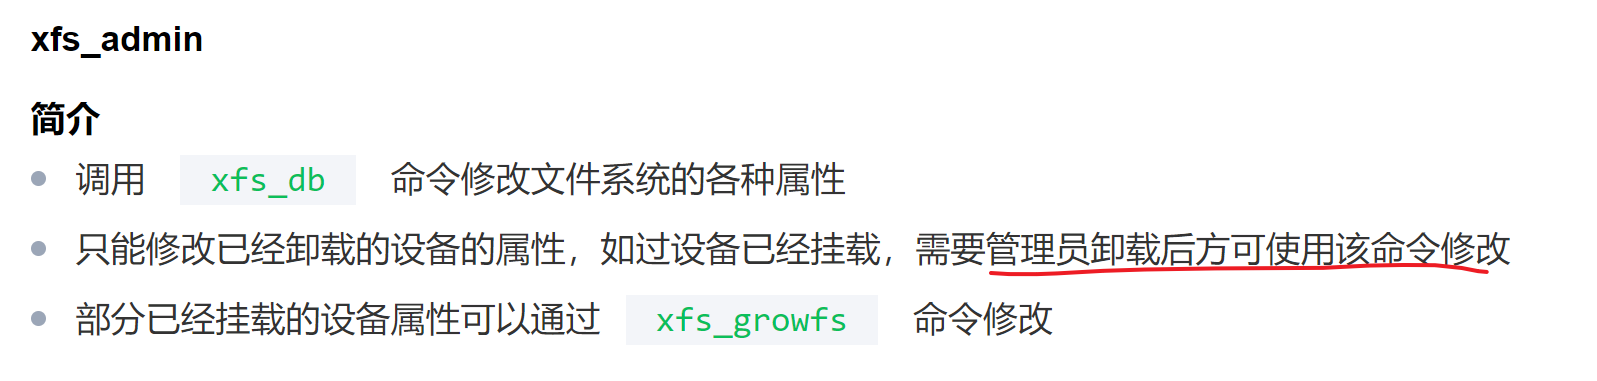 xfs_admin
简介
调用 xfs_db 命令修改文件系统的各种属性
只能修改已经卸载的设备的属性，如过设备已经挂载，需要管理员卸载后方可使用该命令修改
部分已经挂载的设备属性可以通过 xfs_growfs 命令修改